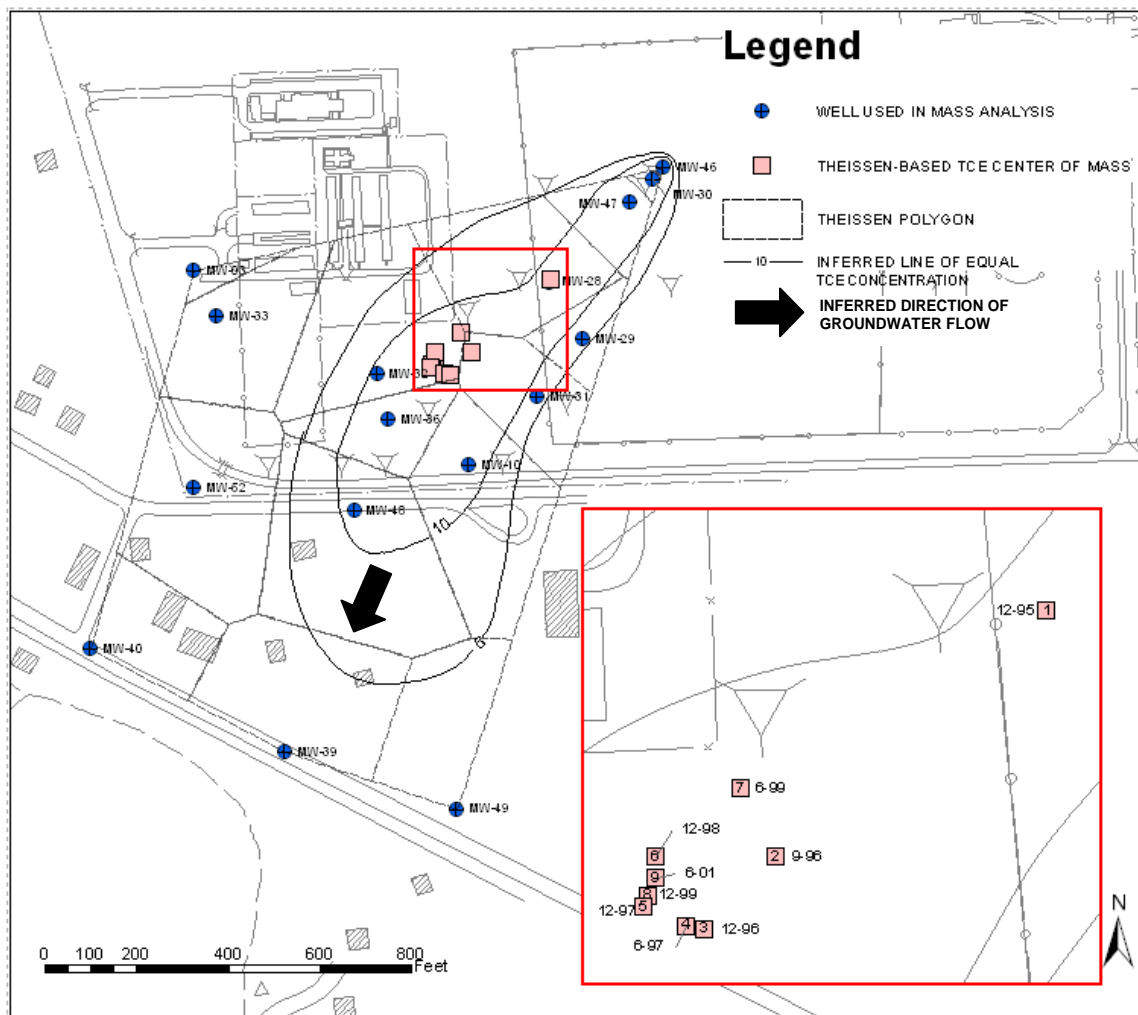 Legend
WELL USED IN MASS ANALYSIS
THEISSEN-BASED TCE CENTER OF MASS
THEISSEN POLYGON
10
INFERRED LINE OF EQUAL
TCE CONCENTRATION
INFERRED DIRECTION OF
GROUNDWATER FLOW
MW-46
MW-30
MW-47
MW-28
MW-33
MW-29
MW-32
MW-31
MW-36
MW-10
MW-52
MW-48
10
MW-40
MW-39
MW-49
12-95
1
7
6-99
12-98
6
2
9-96
9
6-01
8
12-99
12-97
5
4
3
12-96
6-97
N
0 100 200 400 600 800
Feet